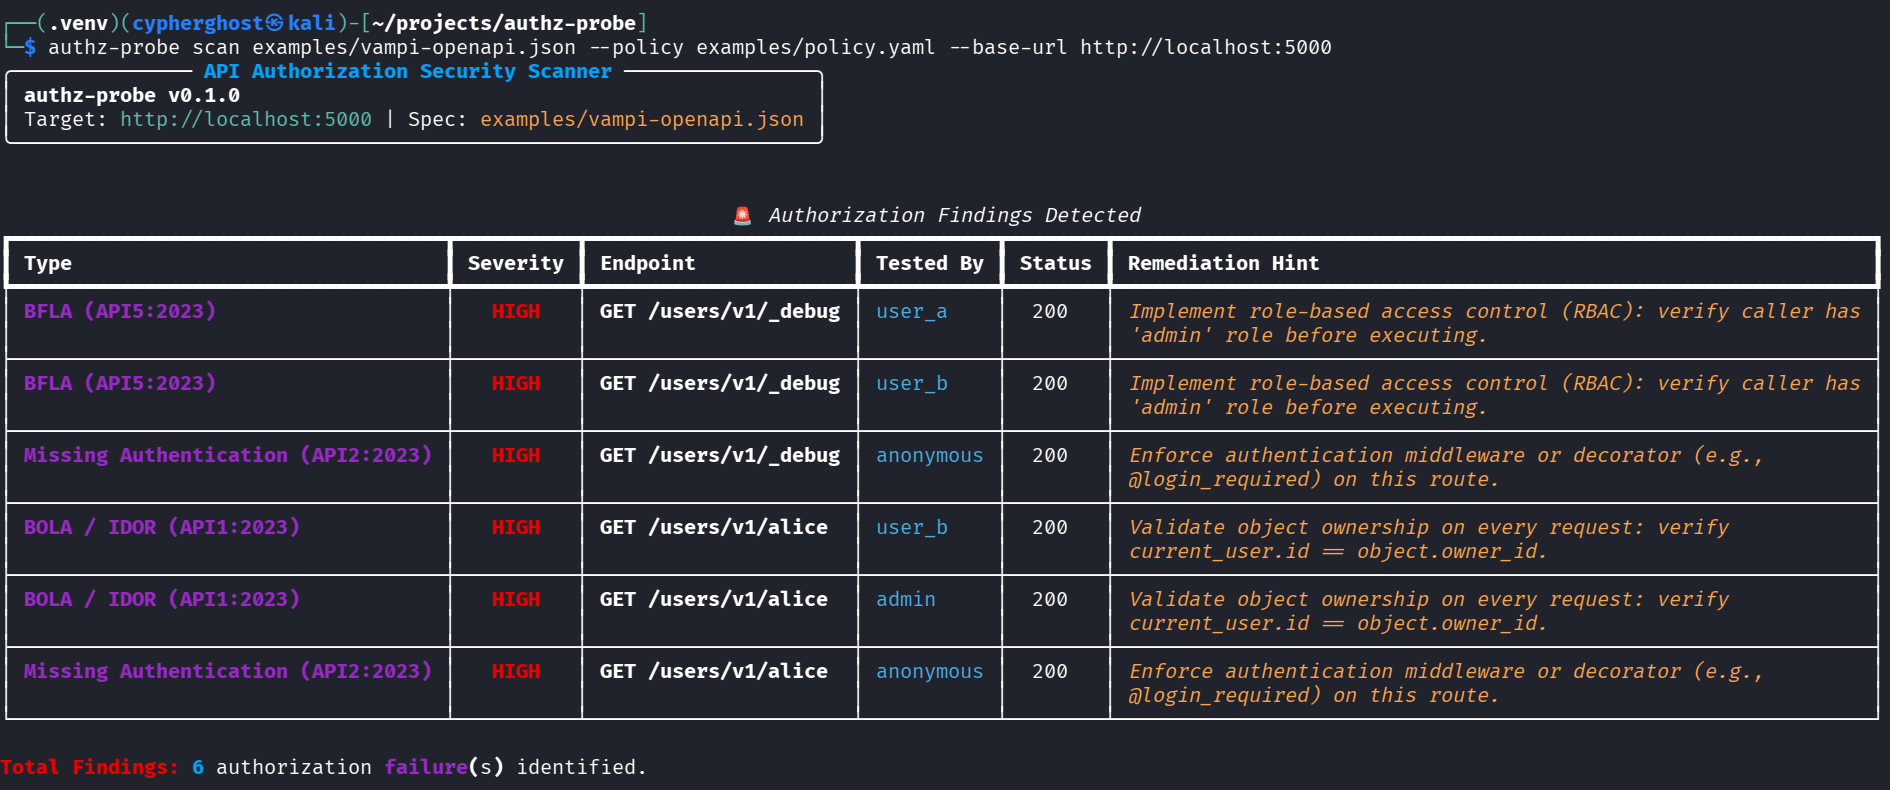 (.venv)(cypherghost㉿kali)-[~/projects/authz-probe]
$ authz-probe scan examples/vampi-openapi.json --policy examples/policy.yaml --base-url http://localhost:5000
API Authorization Security Scanner
authz-probe v0.1.0
Target: http://localhost:5000 | Spec: examples/vampi-openapi.json
🚨 Authorization Findings Detected
Type Severity Endpoint Tested By Status Remediation Hint
BFLA (API5:2023) HIGH GET /users/v1/_debug user_a 200 Implement role-based access control (RBAC): verify caller has
'admin' role before executing.
BFLA (API5:2023) HIGH GET /users/v1/_debug user_b 200 Implement role-based access control (RBAC): verify caller has
'admin' role before executing.
Missing Authentication (API2:2023) HIGH GET /users/v1/_debug anonymous 200 Enforce authentication middleware or decorator (e.g.,
@login_required) on this route.
BOLA / IDOR (API1:2023) HIGH GET /users/v1/alice user_b 200 Validate object ownership on every request: verify
current_user.id == object.owner_id.
BOLA / IDOR (API1:2023) HIGH GET /users/v1/alice admin 200 Validate object ownership on every request: verify
current_user.id == object.owner_id.
Missing Authentication (API2:2023) HIGH GET /users/v1/alice anonymous 200 Enforce authentication middleware or decorator (e.g.,
@login_required) on this route.
Total Findings: 6 authorization failure(s) identified.